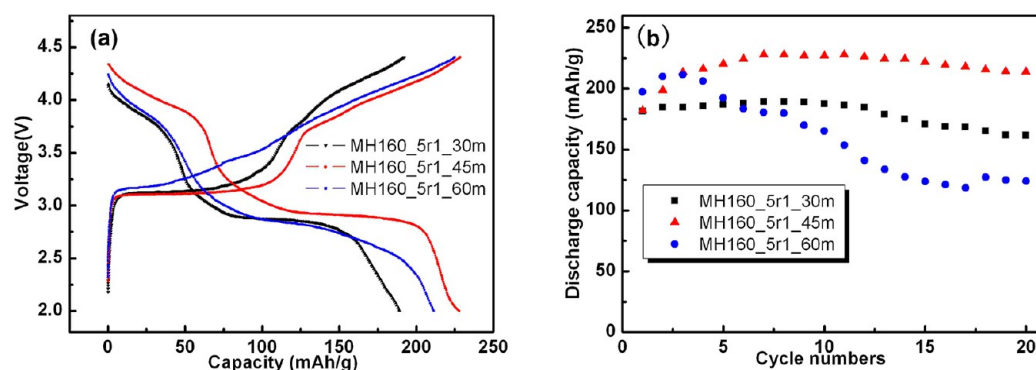 (a)
4.5
4.0
3.5
3.0
2.5
2.0
Voltage(V)
MH160_5r1_30m
MH160_5r1_45m
MH160_5r1_60m
0 50 100 150 200 250
Capacity (mAh/g)
(b)
250
200
150
100
50
0
Discharge capacity (mAh/g)
MH160_5r1_30m
MH160_5r1_45m
MH160_5r1_60m
0 5 10 15 20
Cycle numbers